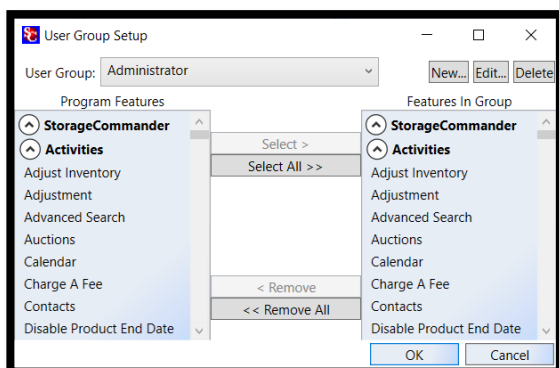 SC User Group Setup
User Group: Administrator New... Edit... Delete
Program Features
StorageCommander
Activities
Adjust Inventory
Adjustment
Advanced Search
Auctions
Calendar
Charge A Fee
Contacts
Disable Product End Date
Select >
Select All >>
< Remove
<< Remove All
Features In Group
StorageCommander
Activities
Adjust Inventory
Adjustment
Advanced Search
Auctions
Calendar
Charge A Fee
Contacts
Disable Product End Date
OK Cancel